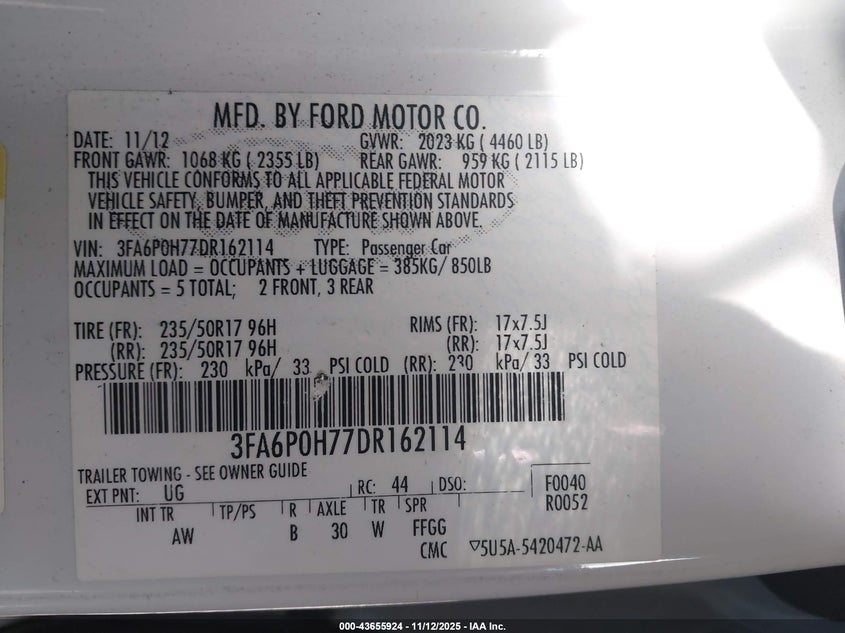 MFD. BY FORD MOTOR CO.
DATE: 11/12 GVWR: 2023 KG ( 4460 LB)
FRONT GAWR: 1068 KG ( 2355 LB) REAR GAWR: 959 KG ( 2115 LB)
THIS VEHICLE CONFORMS TO ALL APPLICABLE FEDERAL MOTOR
VEHICLE SAFETY, BUMPER, AND THEFT PREVENTION STANDARDS
IN EFFECT ON THE DATE OF MANUFACTURE SHOWN ABOVE.
VIN: 3FA6P0H77DR162114 TYPE: Passenger Car
MAXIMUM LOAD = OCCUPANTS + LUGGAGE = 385KG/ 850LB
OCCUPANTS = 5 TOTAL; 2 FRONT, 3 REAR
TIRE (FR): 235/50R17 96H RIMS (FR): 17x7.5J
(RR): 235/50R17 96H (RR): 17x7.5J
PRESSURE (FR): 230 kPa/ 33 PSI COLD (RR): 230 kPa/ 33 PSI COLD
3FA6P0H77DR162114
TRAILER TOWING - SEE OWNER GUIDE
EXT PNT: UG RC: 44 DSO: F0040
R0052
INT TR TP/PS R AXLE TR SPR
AW B 30 W FFGG
CMC ▽5U5A-5420472-AA
000-43655924 - 11/12/2025 - IAA Inc.